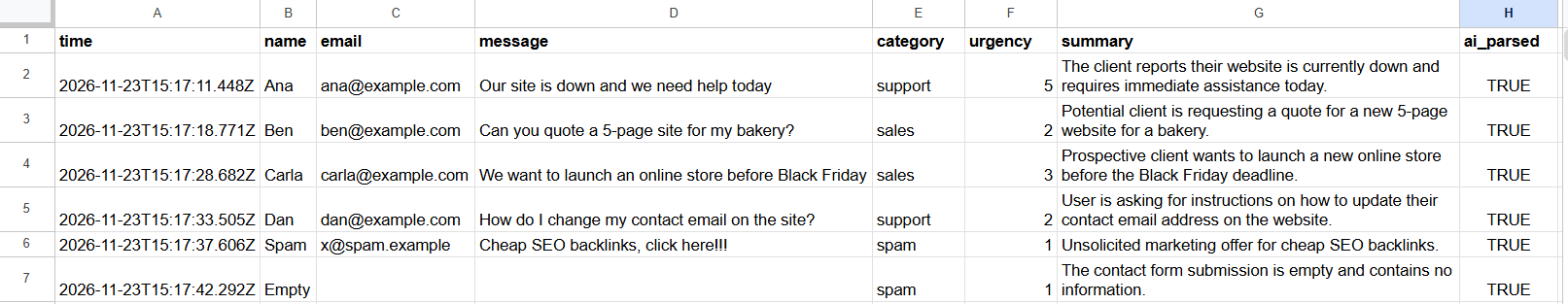 A B C D E F G H
1 time name email message category urgency summary ai_parsed
The client reports their website is currently down and
2 2026-11-23T15:17:11.448Z Ana ana@example.com Our site is down and we need help today support 5 requires immediate assistance today. TRUE
Potential client is requesting a quote for a new 5-page
3 2026-11-23T15:17:18.771Z Ben ben@example.com Can you quote a 5-page site for my bakery? sales 2 website for a bakery. TRUE
Prospective client wants to launch a new online store
4 2026-11-23T15:17:28.682Z Carla carla@example.com We want to launch an online store before Black Friday sales 3 before the Black Friday deadline. TRUE
User is asking for instructions on how to update their
5 2026-11-23T15:17:33.505Z Dan dan@example.com How do I change my contact email on the site? support 2 contact email address on the website. TRUE
6 2026-11-23T15:17:37.606Z Spam x@spam.example Cheap SEO backlinks, click here!!! spam 1 Unsolicited marketing offer for cheap SEO backlinks. TRUE
The contact form submission is empty and contains no
7 2026-11-23T15:17:42.292Z Empty spam 1 information. TRUE